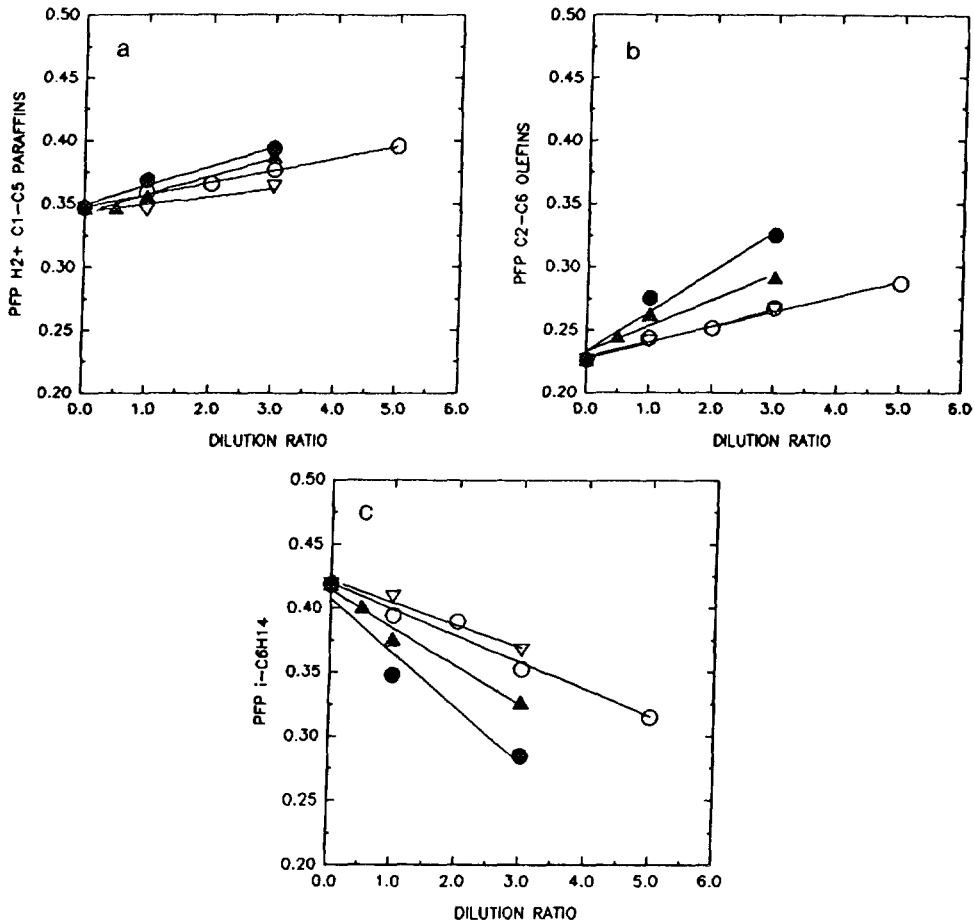 a
0.50
0.45
0.40
0.35
0.30
0.25
0.20
PFP H2+ C1-C5 PARAFFINS
0.0 1.0 2.0 3.0 4.0 5.0 6.0
DILUTION RATIO
b
0.50
0.45
0.40
0.35
0.30
0.25
0.20
PFP C2-C6 OLEFINS
0.0 1.0 2.0 3.0 4.0 5.0 6.0
DILUTION RATIO
C
0.50
0.45
0.40
0.35
0.30
0.25
0.20
PFP i-C6H14
0.0 1.0 2.0 3.0 4.0 5.0 6.0
DILUTION RATIO